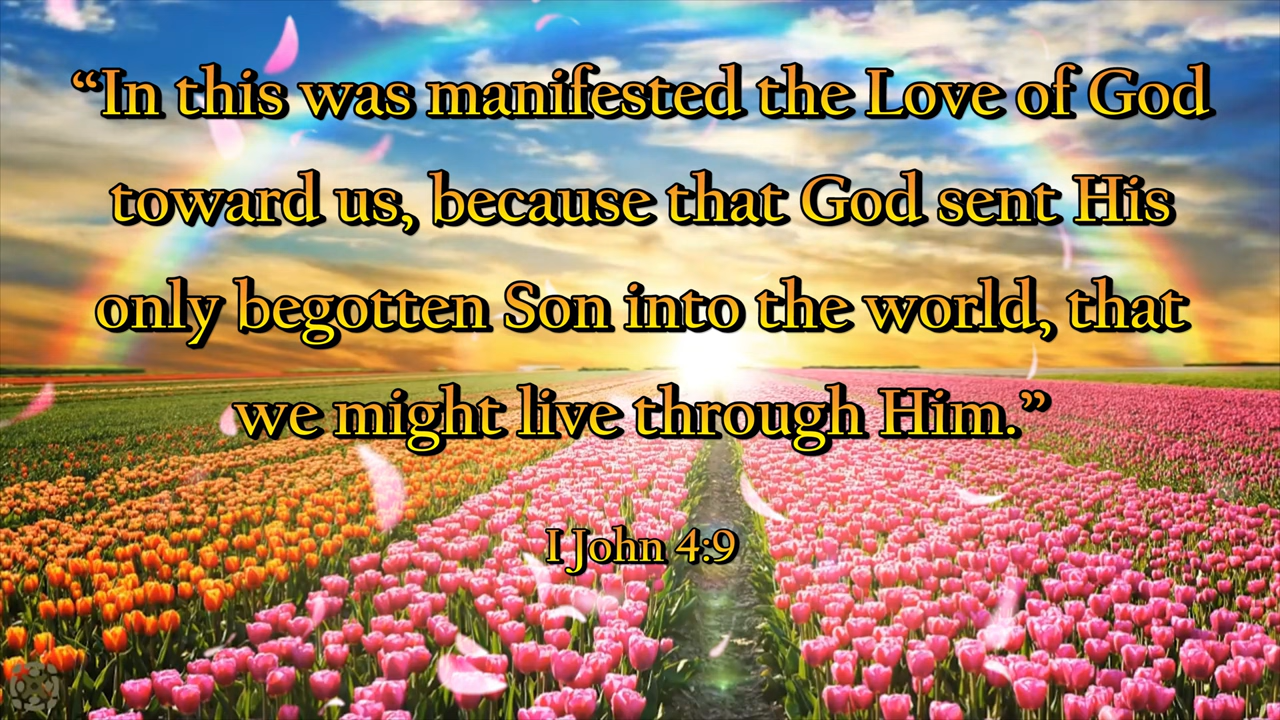 “In this was manifested the Love of God
toward us, because that God sent His
only begotten Son into the world, that
we might live through Him.”
I John 4:9